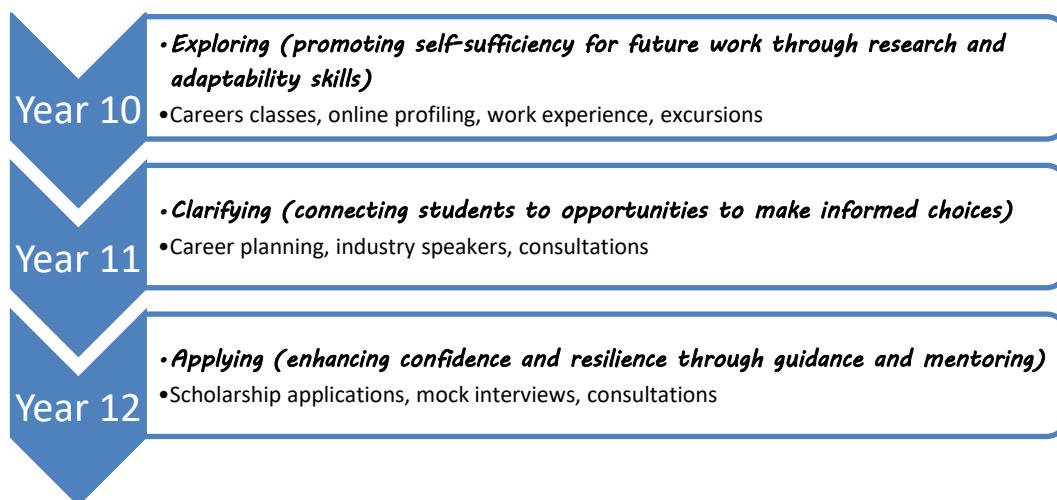 Year 10
•Exploring (promoting self-sufficiency for future work through research and
adaptability skills)
•Careers classes, online profiling, work experience, excursions
Year 11
•Clarifying (connecting students to opportunities to make informed choices)
•Career planning, industry speakers, consultations
Year 12
•Applying (enhancing confidence and resilience through guidance and mentoring)
•Scholarship applications, mock interviews, consultations